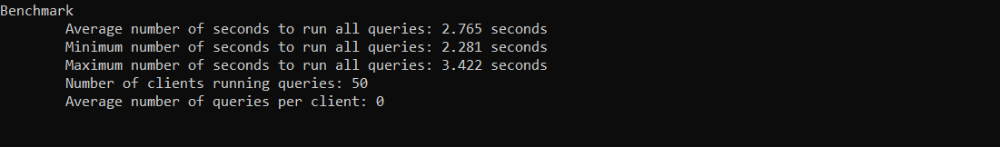 Benchmark
Average number of seconds to run all queries: 2.765 seconds
Minimum number of seconds to run all queries: 2.281 seconds
Maximum number of seconds to run all queries: 3.422 seconds
Number of clients running queries: 50
Average number of queries per client: 0